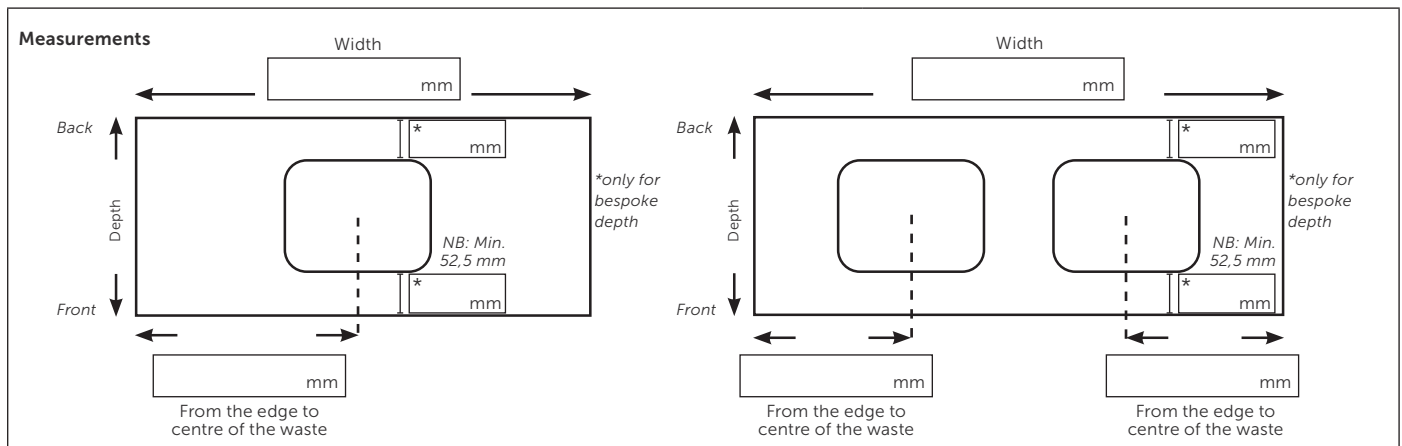 Measurements
Width
mm
Back
*
mm
*only for
bespoke
depth
Depth
NB: Min.
52,5 mm
*
mm
Front
mm
From the edge to
centre of the waste
Width
mm
Back
*
mm
*only for
bespoke
depth
Depth
NB: Min.
52,5 mm
*
mm
Front
mm
From the edge to
centre of the waste
mm
From the edge to
centre of the waste